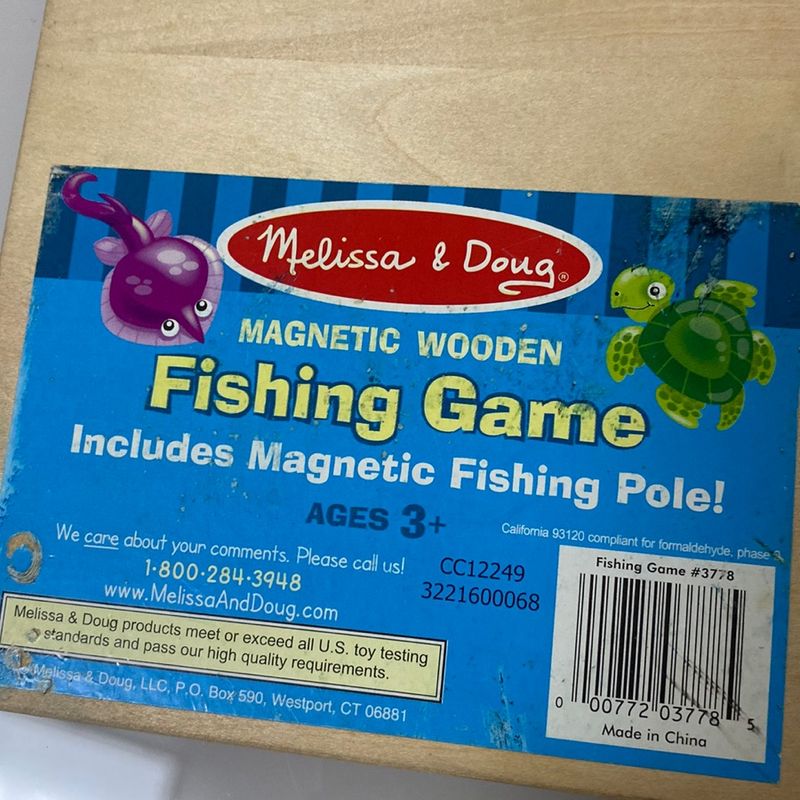 Melissa & Doug®
MAGNETIC WOODEN
Fishing Game
Includes Magnetic Fishing Pole!
AGES 3+
California 93120 compliant for formaldehyde, phase
We care about your comments. Please call us!
1-800-284-3948
www.MelissaAndDoug.com
CC12249
3221600068
Melissa & Doug products meet or exceed all U.S. toy testing
standards and pass our high quality requirements.
Melissa & Doug, LLC, P.O. Box 590, Westport, CT 06881
Fishing Game #3778
0 00772 03778 5
Made in China